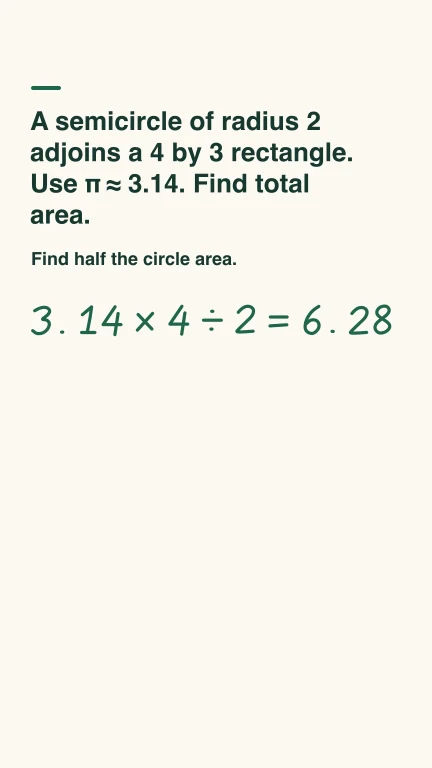 A semicircle of radius 2
adjoins a 4 by 3 rectangle.
Use π ≈ 3.14. Find total
area.
Find half the circle area.
3.14 × 4 ÷ 2 = 6.28